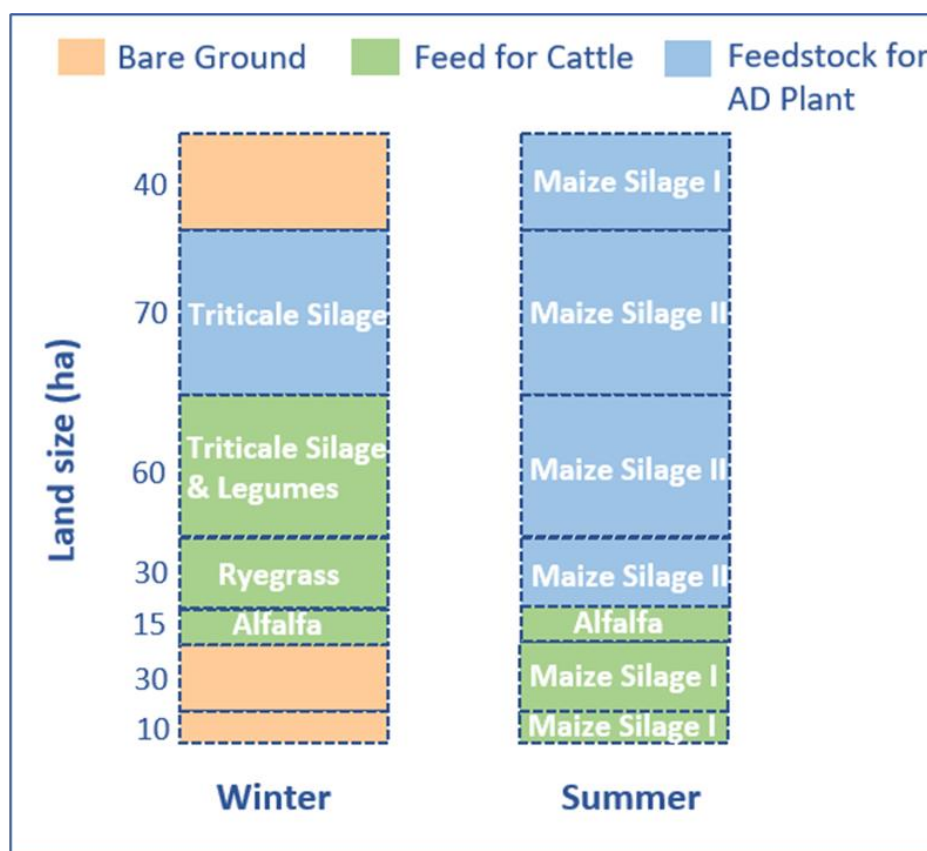 Bare Ground
Feed for Cattle
Feedstock for
AD Plant
Land size (ha)
40
Maize Silage I
70
Triticale Silage
Maize Silage II
60
Triticale Silage
& Legumes
Maize Silage II
30
Ryegrass
Maize Silage II
15
Alfalfa
Alfalfa
30
Maize Silage I
10
Maize Silage I
Winter
Summer